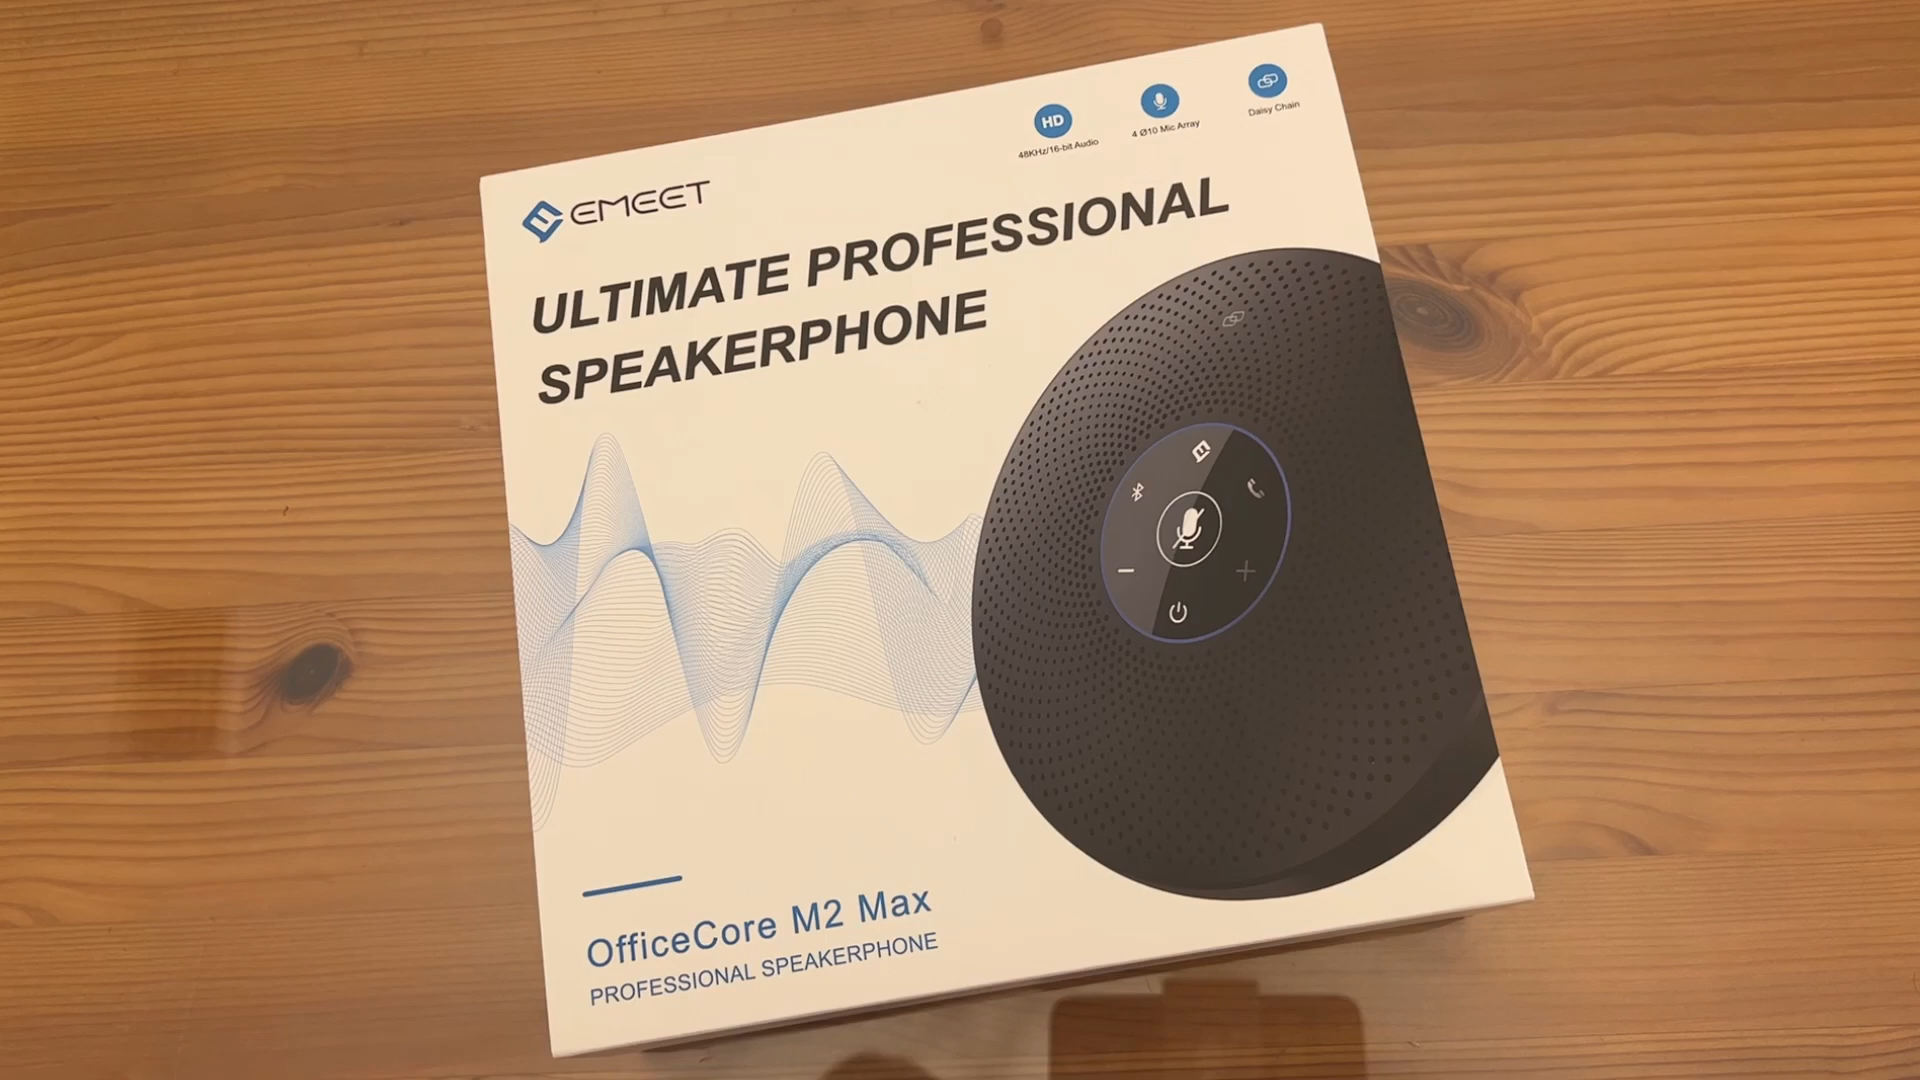 HD
48KHz/16-bit Audio
4 Ø10 Mic Array
Daisy Chain
EMEET
ULTIMATE PROFESSIONAL
SPEAKERPHONE
OfficeCore M2 Max
PROFESSIONAL SPEAKERPHONE